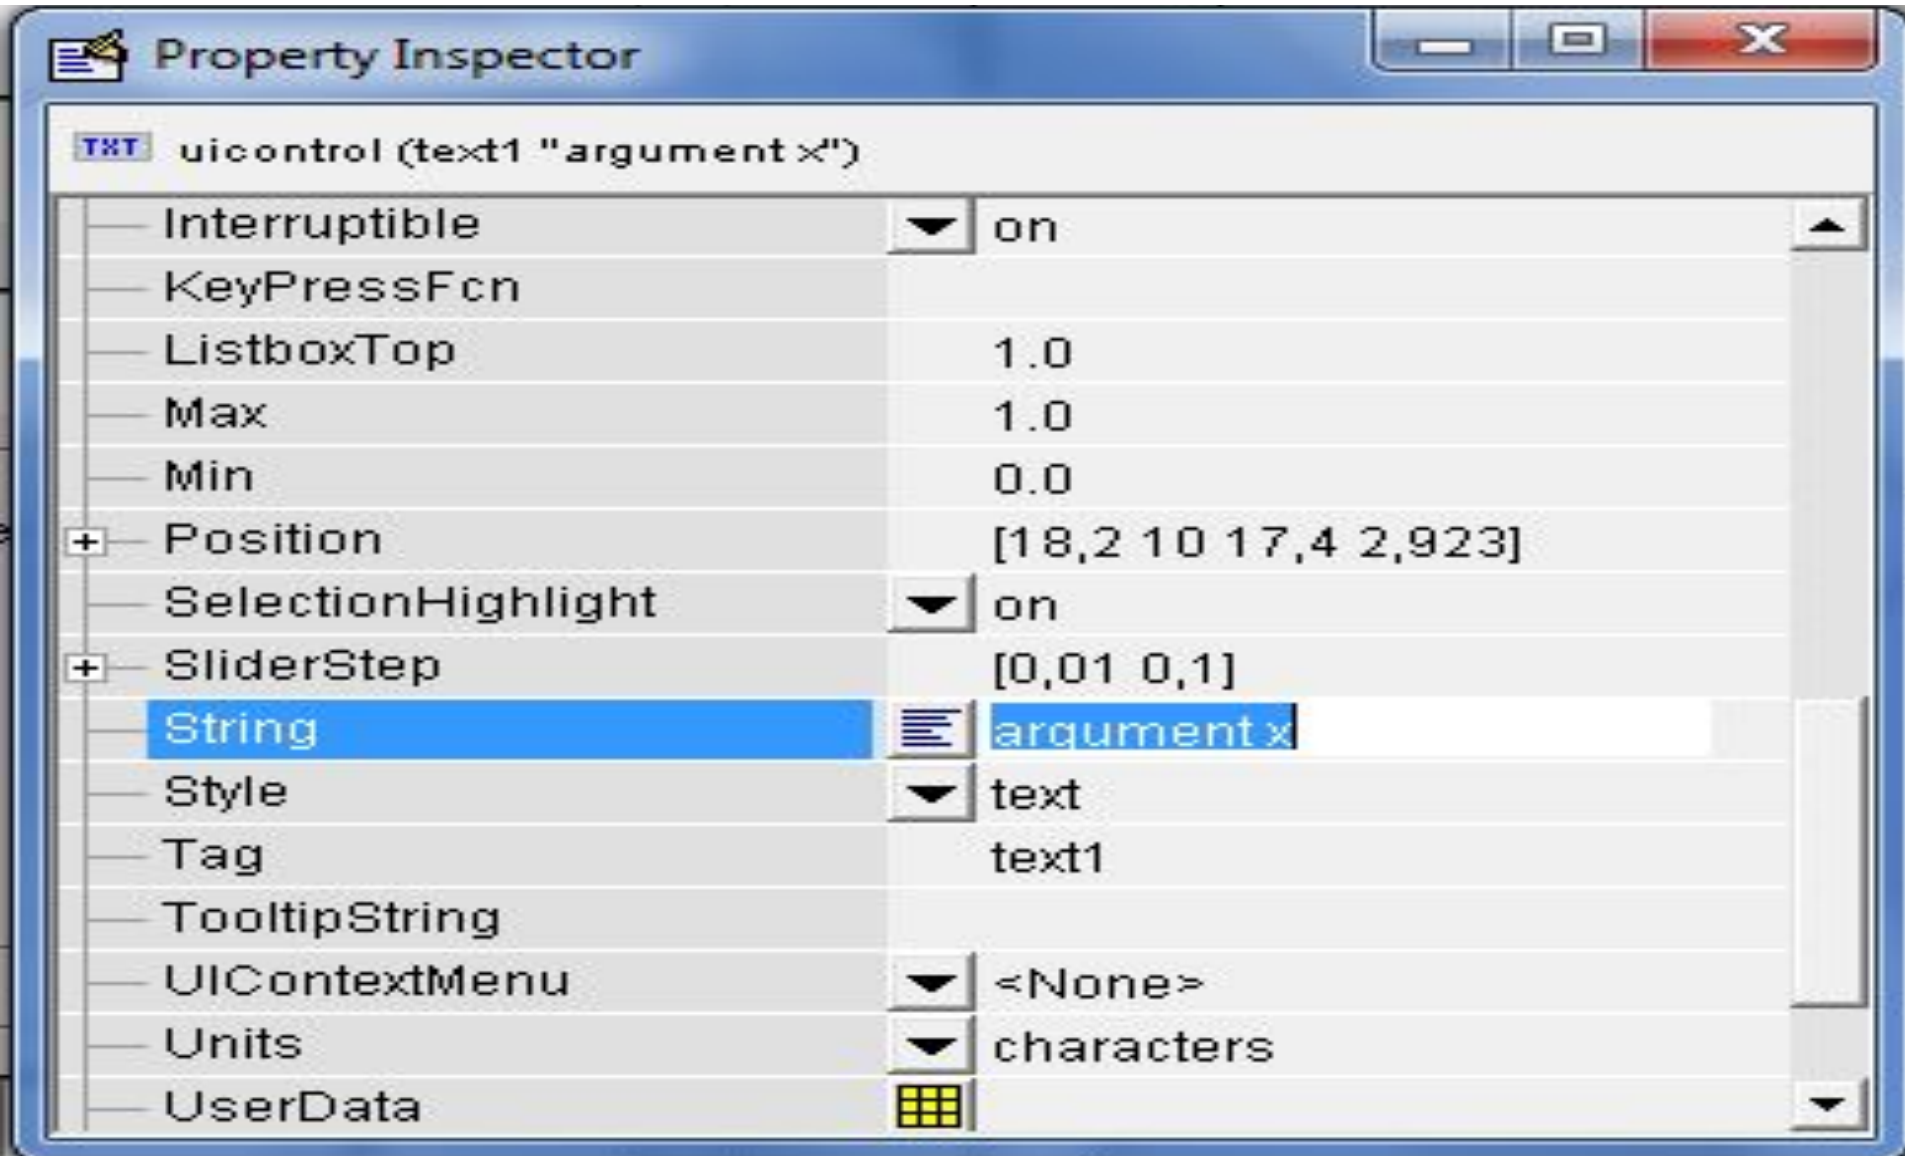 Property Inspector
TXT uicontrol (text1 "argument x")
Interruptible on
KeyPressFcn
ListboxTop 1.0
Max 1.0
Min 0.0
Position [18,2 10 17,4 2,923]
SelectionHighlight on
SliderStep [0,01 0,1]
String argument x
Style text
Tag text1
TooltipString
UIContextMenu <None>
Units characters
UserData